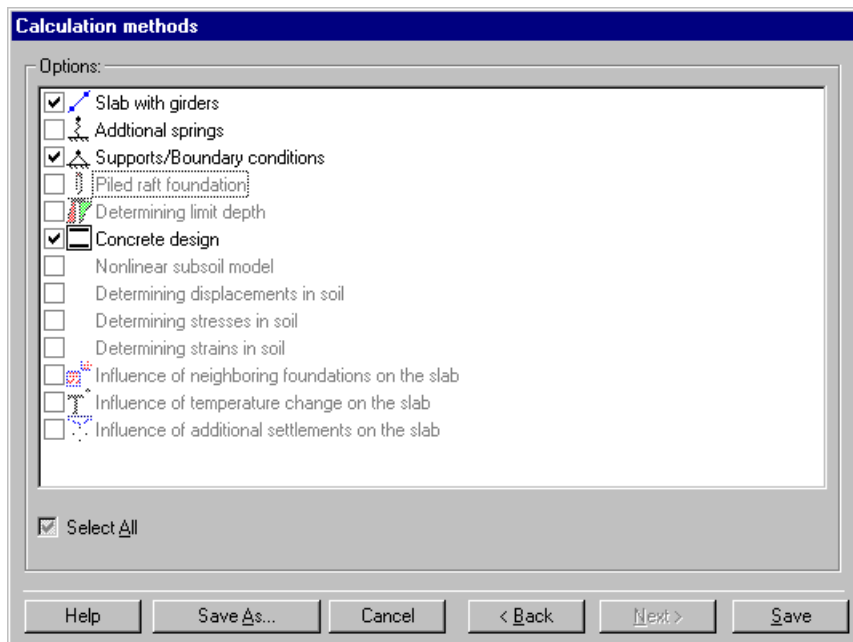 Calculation methods
Options:
Slab with girders
Addtional springs
Supports/Boundary conditions
Piled raft foundation
Determining limit depth
Concrete design
Nonlinear subsoil model
Determining displacements in soil
Determining stresses in soil
Determining strains in soil
Influence of neighboring foundations on the slab
Influence of temperature change on the slab
Influence of additional settlements on the slab
Select All
Help Save As... Cancel < Back Next > Save